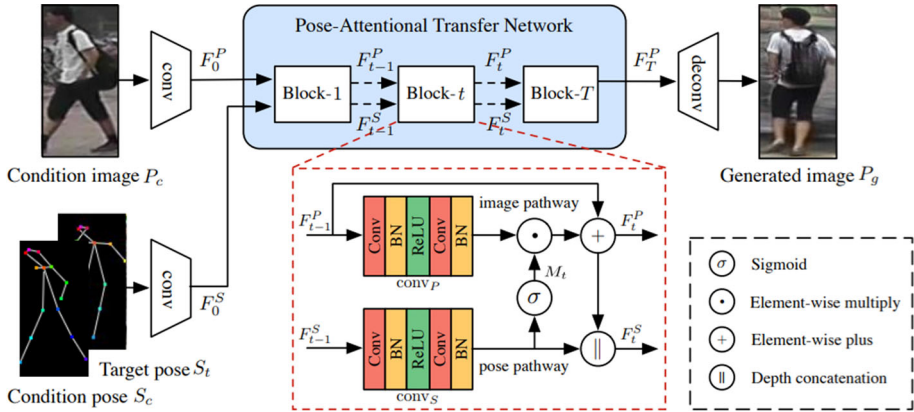 Pose-Attentional Transfer Network
conv
F_0^P
Block-1
F_{t-1}^P
F_{t-1}^S
Block-t
F_t^P
F_t^S
Block-T
F_T^P
deconv
Condition image P_c
Generated image P_g
conv
F_0^S
Target pose S_t
Condition pose S_c
F_{t-1}^P
Conv
BN
ReLU
Conv
BN
conv_P
image pathway
·
+
F_t^P
M_t
σ
F_{t-1}^S
Conv
BN
ReLU
Conv
BN
conv_S
pose pathway
||
F_t^S
σ Sigmoid
· Element-wise multiply
+ Element-wise plus
|| Depth concatenation